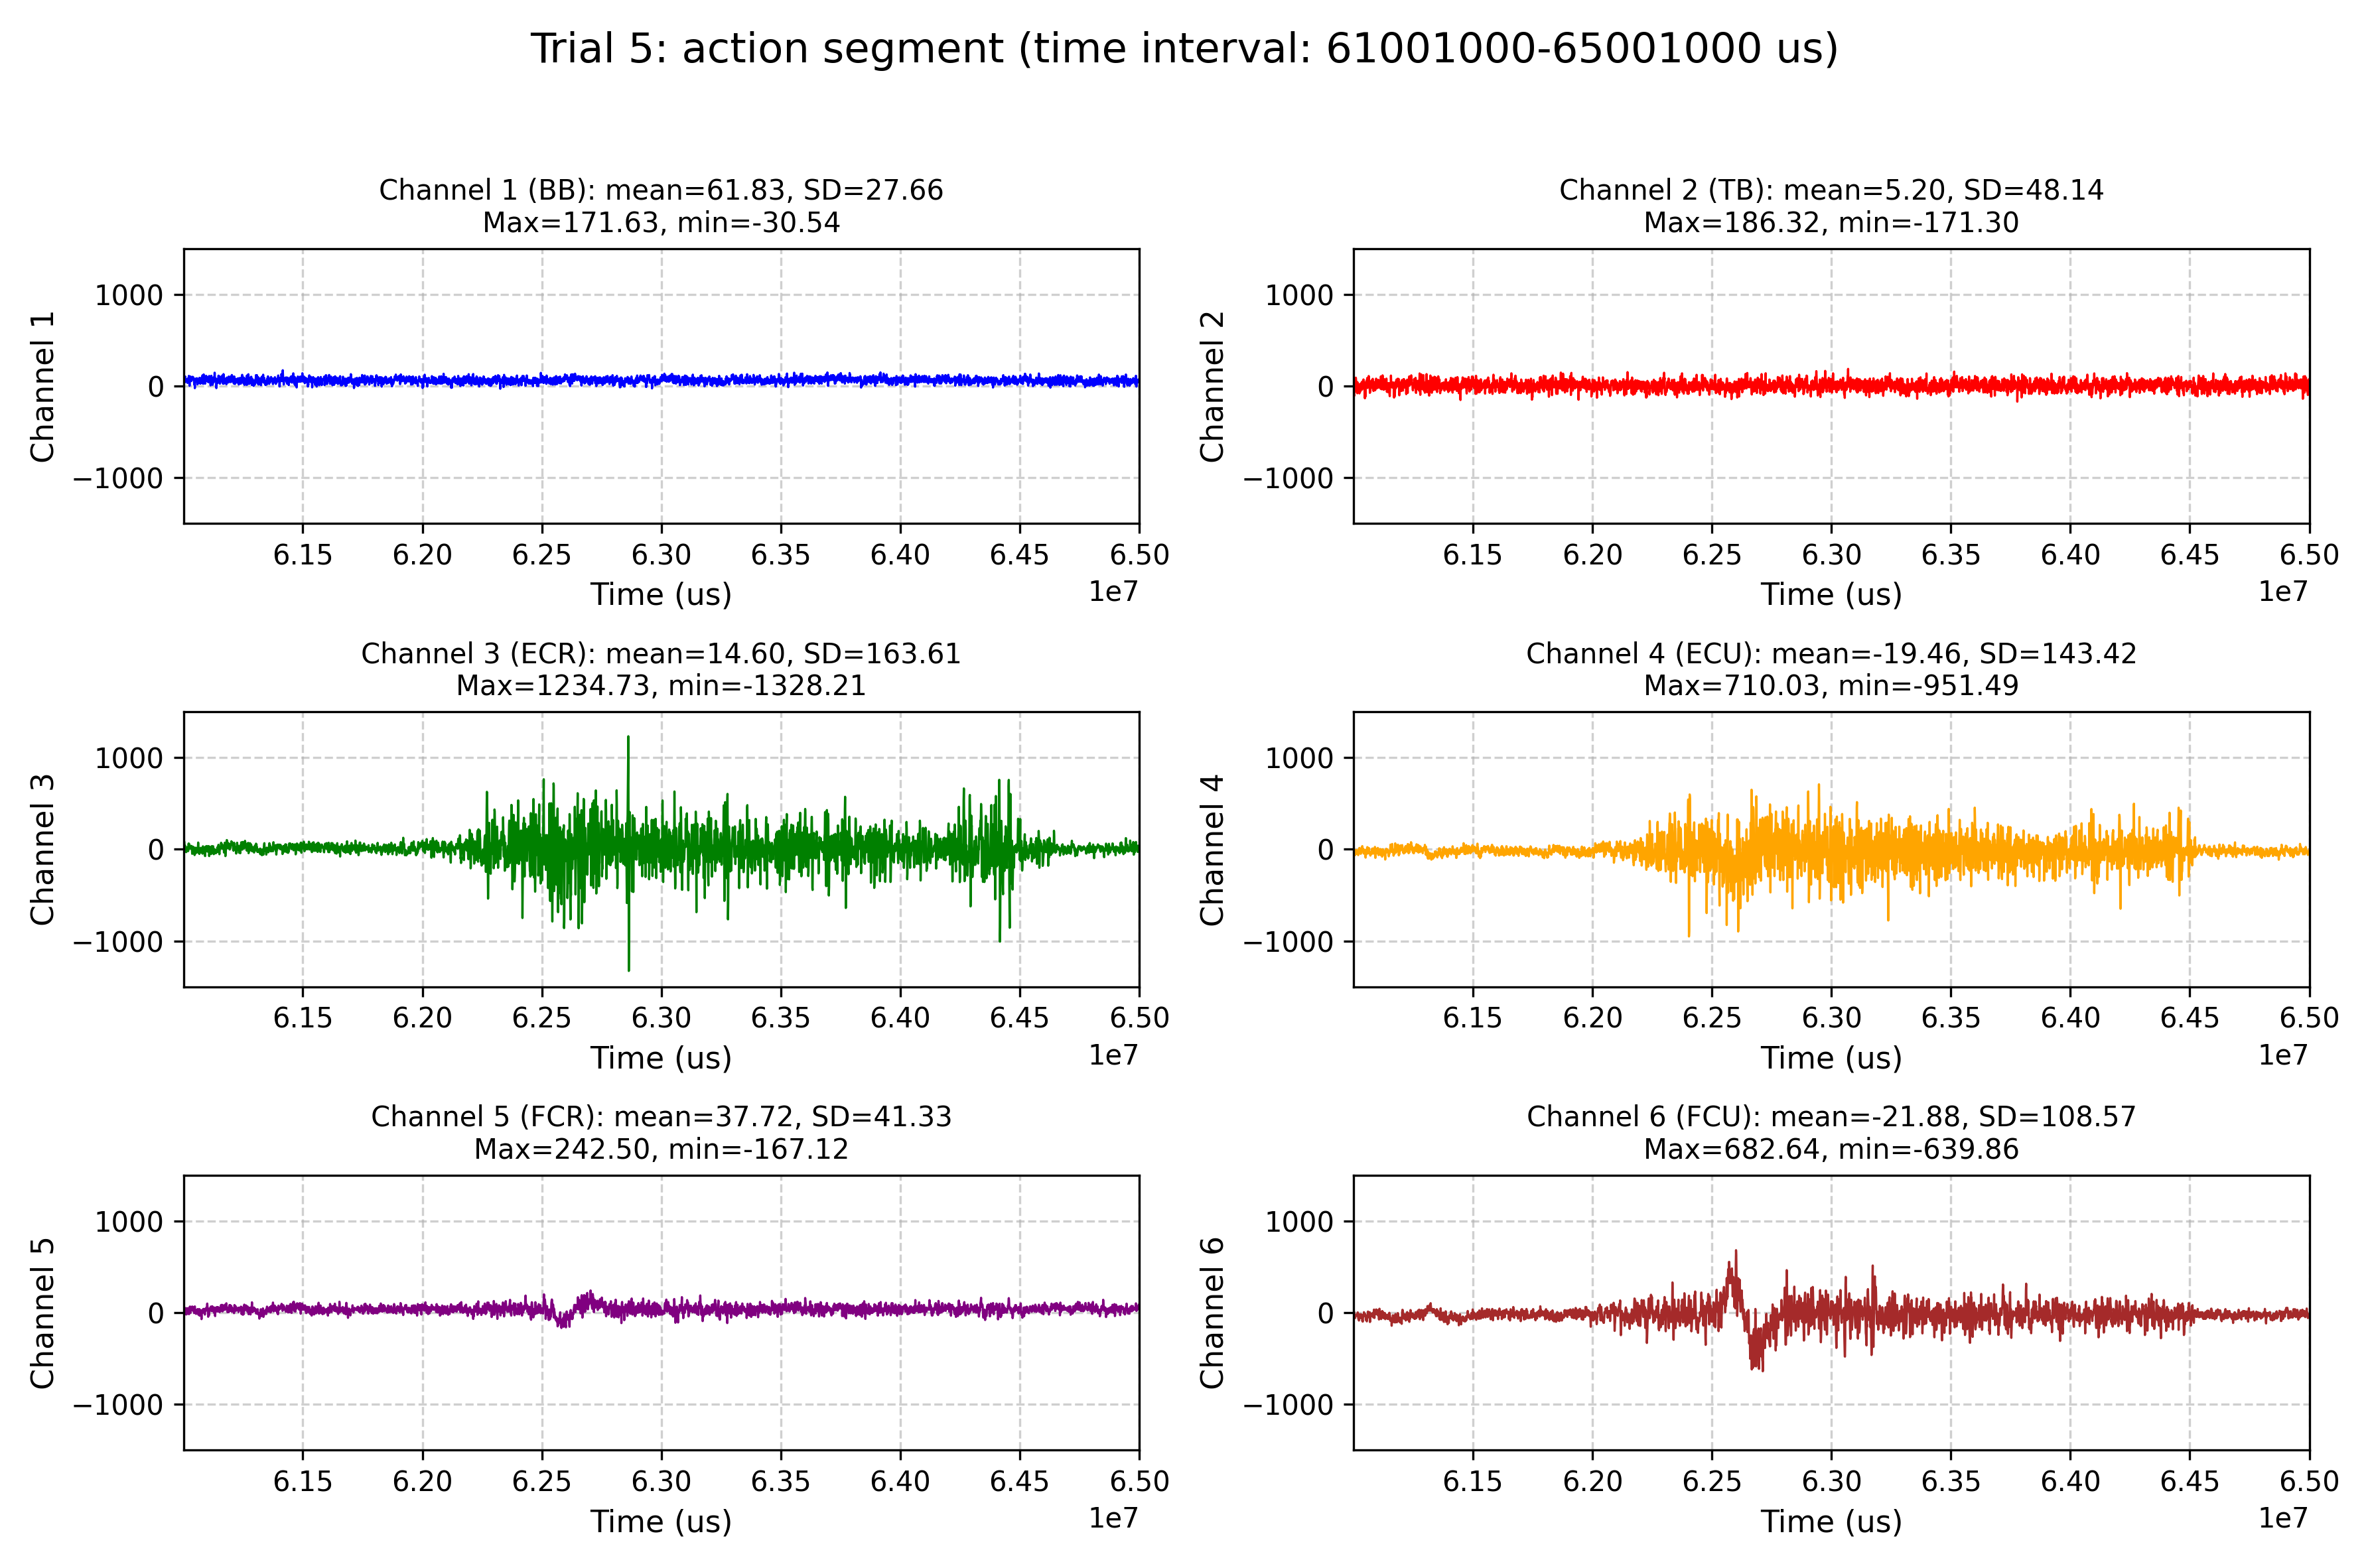 Trial 5: action segment (time interval: 61001000-65001000 us)
Channel 1 (BB): mean=61.83, SD=27.66
Max=171.63, min=-30.54
Channel 1
1000
0
−1000
6.15 6.20 6.25 6.30 6.35 6.40 6.45 6.50
Time (us)
1e7
Channel 2 (TB): mean=5.20, SD=48.14
Max=186.32, min=-171.30
Channel 2
1000
0
−1000
6.15 6.20 6.25 6.30 6.35 6.40 6.45 6.50
Time (us)
1e7
Channel 3 (ECR): mean=14.60, SD=163.61
Max=1234.73, min=-1328.21
Channel 3
1000
0
−1000
6.15 6.20 6.25 6.30 6.35 6.40 6.45 6.50
Time (us)
1e7
Channel 4 (ECU): mean=-19.46, SD=143.42
Max=710.03, min=-951.49
Channel 4
1000
0
−1000
6.15 6.20 6.25 6.30 6.35 6.40 6.45 6.50
Time (us)
1e7
Channel 5 (FCR): mean=37.72, SD=41.33
Max=242.50, min=-167.12
Channel 5
1000
0
−1000
6.15 6.20 6.25 6.30 6.35 6.40 6.45 6.50
Time (us)
1e7
Channel 6 (FCU): mean=-21.88, SD=108.57
Max=682.64, min=-639.86
Channel 6
1000
0
−1000
6.15 6.20 6.25 6.30 6.35 6.40 6.45 6.50
Time (us)
1e7